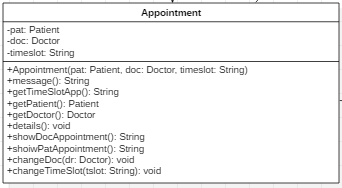 Appointment
-pat: Patient
-doc: Doctor
-timeslot: String
+Appointment(pat: Patient, doc: Doctor, timeslot: String)
+message(): String
+getTimeSlotApp(): String
+getPatient(): Patient
+getDoctor(): Doctor
+details(): void
+showDocAppointment(): String
+shoiwPatAppointment(): String
+changeDoc(dr: Doctor): void
+changeTimeSlot(tslot: String): void